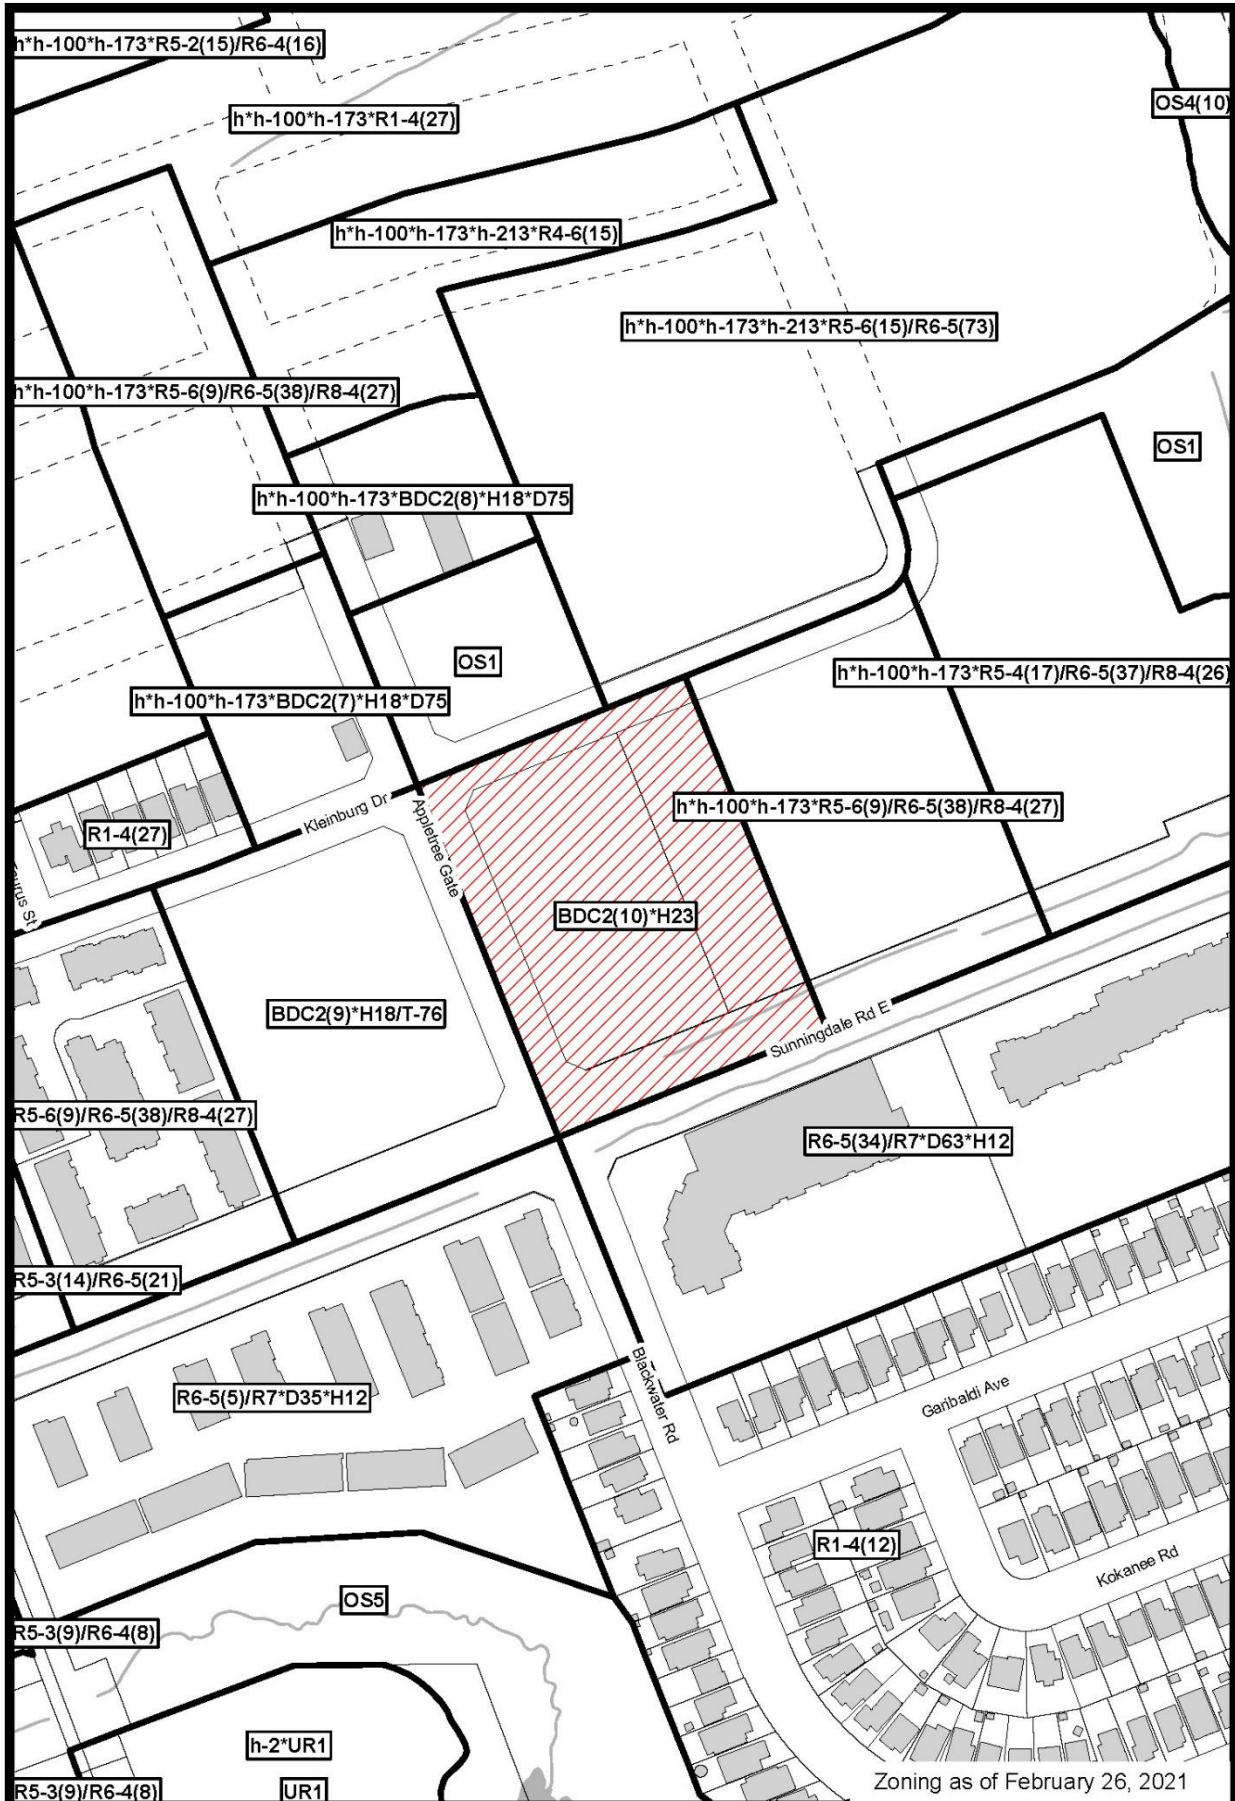 h*h-100*h-173*R5-2(15)/R6-4(16)
OS4(10)
h*h-100*h-173*R1-4(27)
h*h-100*h-173*h-213*R4-6(15)
h*h-100*h-173*h-213*R5-6(15)/R6-5(73)
h*h-100*h-173*R5-6(9)/R6-5(38)/R8-4(27)
OS1
h*h-100*h-173*BDC2(8)*H18*D75
OS1
h*h-100*h-173*R5-4(17)/R6-5(37)/R8-4(26)
h*h-100*h-173*BDC2(7)*H18*D75
h*h-100*h-173*R5-6(9)/R6-5(38)/R8-4(27)
Kleinburg Dr
R1-4(27)
Appletree Gate
BDC2(10)*H23
BDC2(9)*H18/T-76
Sunningdale Rd E
R5-6(9)/R6-5(38)/R8-4(27)
R6-5(34)/R7*D63*H12
R5-3(14)/R6-5(21)
Blackwater Rd
R6-5(5)/R7*D35*H12
Garibaldi Ave
R1-4(12)
Kokanee Rd
OS5
R5-3(9)/R6-4(8)
h-2*UR1
Zoning as of February 26, 2021
R5-3(9)/R6-4(8)
UR1